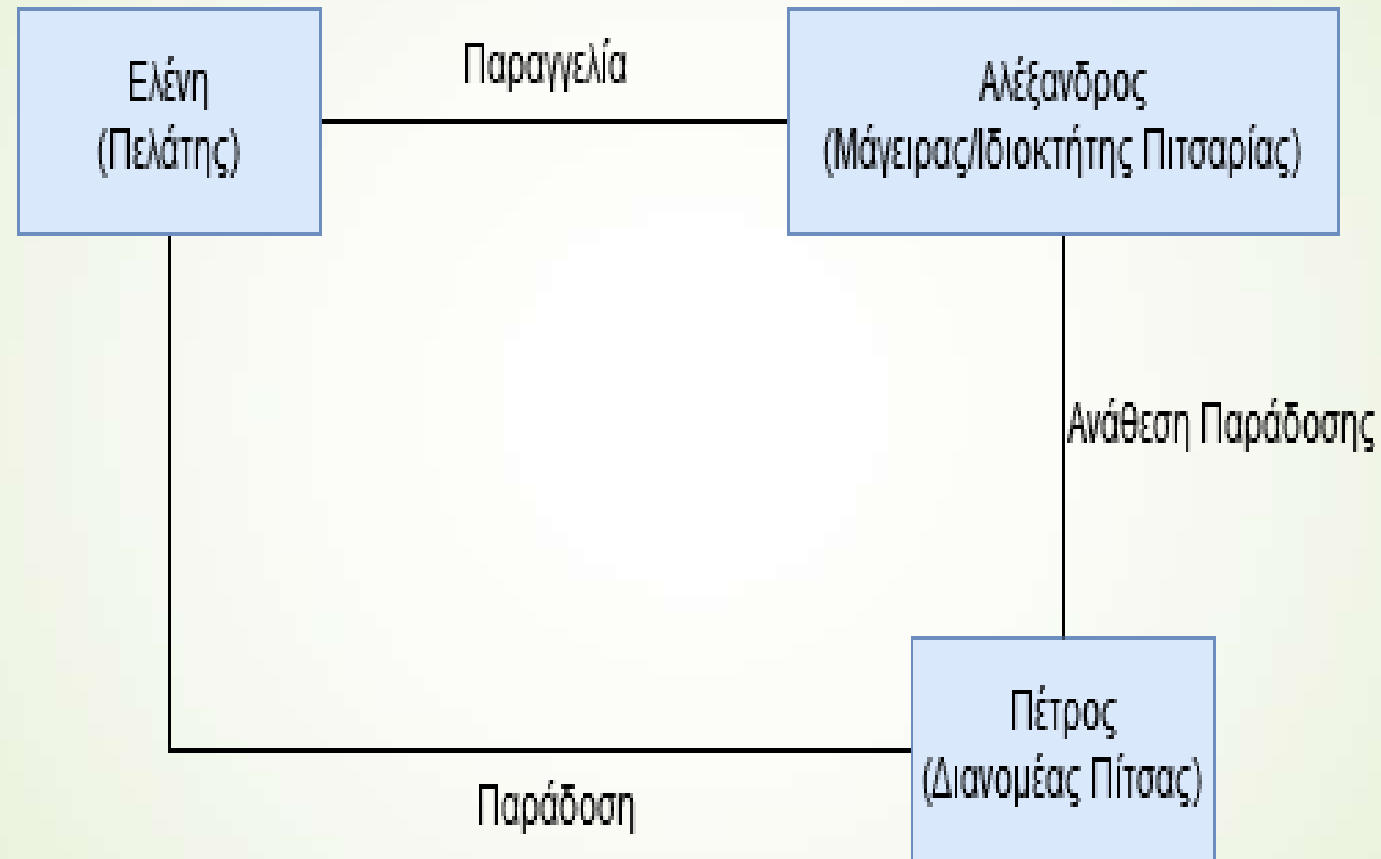 Ελένη
(Πελάτης)
Παραγγελία
Αλέξανδρος
(Μάγειρας/Ιδιοκτήτης Πιτσαρίας)
Ανάθεση Παράδοσης
Πέτρος
(Διανομέας Πίτσας)
Παράδοση